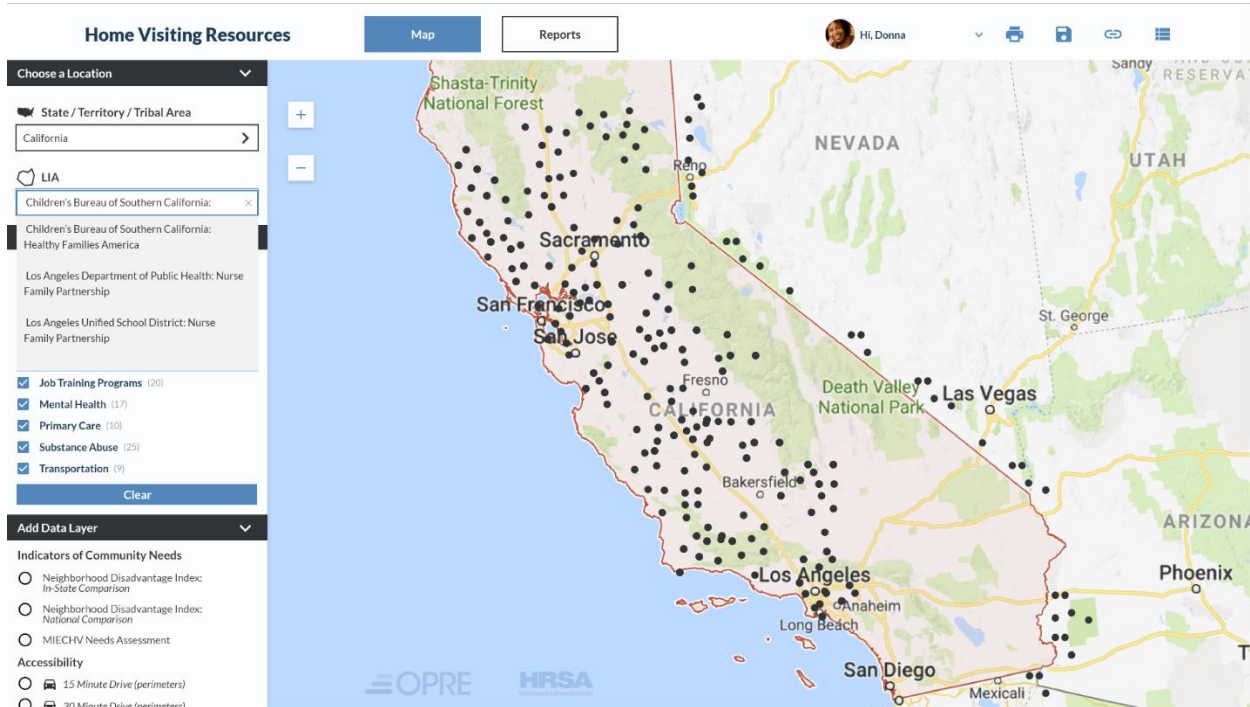 Home Visiting Resources
Map
Reports
Hi, Donna
Choose a Location
State / Territory / Tribal Area
California
LIA
Children's Bureau of Southern California:
Children's Bureau of Southern California:
Healthy Families America
Los Angeles Department of Public Health: Nurse
Family Partnership
Los Angeles Unified School District: Nurse
Family Partnership
Job Training Programs (20)
Mental Health (17)
Primary Care (10)
Substance Abuse (25)
Transportation (9)
Clear
Add Data Layer
Indicators of Community Needs
Neighborhood Disadvantage Index:
In-State Comparison
Neighborhood Disadvantage Index:
National Comparison
MIECHV Needs Assessment
Accessibility
15 Minute Drive (perimeters)
30 Minute Drive (perimeters)
+
−
Shasta-Trinity
National Forest
Sandy
RESERVA
NEVADA
UTAH
Reno
Sacramento
San Francisco
San Jose
St. George
Fresno
Death Valley
National Park
Las Vegas
CALIFORNIA
Bakersfield
ARIZONA
Los Angeles
Phoenix
Anaheim
Long Beach
San Diego
Mexicali
OPRE
HRSA